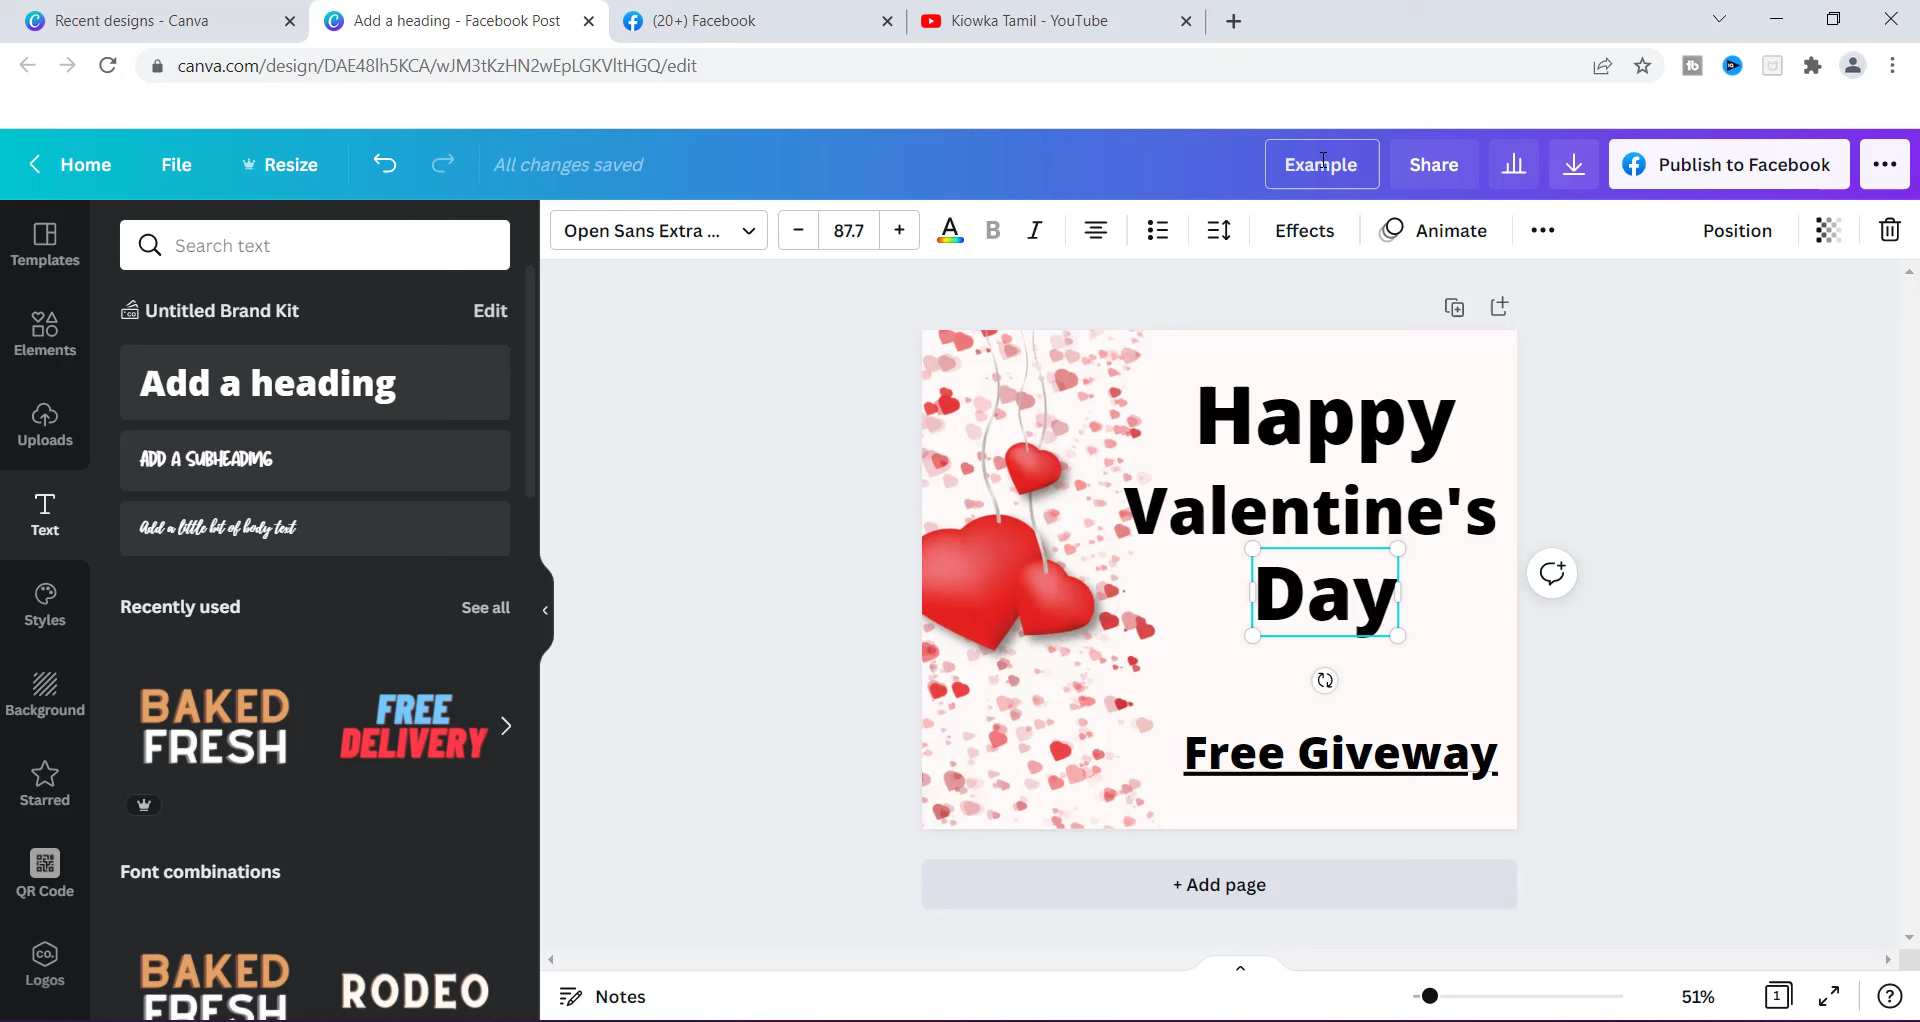 Recent designs - Canva
Add a heading - Facebook Post
(20+) Facebook
Kiowka Tamil - YouTube
canva.com/design/DAE48lh5KCA/wJM3tKzHN2wEpLGKVltHGQ/edit
Home
File
Resize
All changes saved
Example
Share
Publish to Facebook
Open Sans Extra ...
87.7
A
B
I
Effects
Animate
Position
Templates
Elements
Uploads
Text
Styles
Background
Starred
QR Code
CO.
Logos
Search text
Untitled Brand Kit
Edit
Add a heading
ADD A SUBHEADING
Add a little bit of body text
Recently used
See all
BAKED
FRESH
FREE
DELIVERY
Font combinations
BAKED
FRESH
RODEO
Happy
Valentine's
Day
Free Giveway
+ Add page
Notes
51%
1